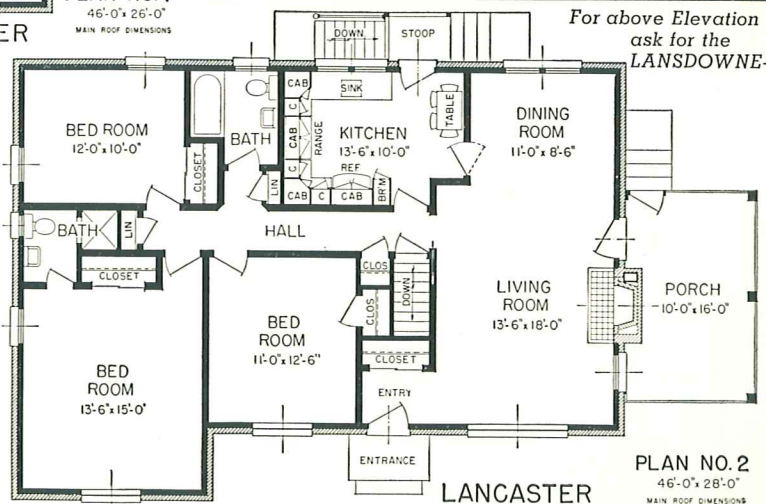 46'-0" x 26'-0"
MAIN ROOF DIMENSIONS
ER
For above Elevation
ask for the
LANSDOWNE-
DOWN
STOOP
BED ROOM
12'-0" x 10'-0"
CLOSET
BATH
LIN
CAB
C
CAB
C
CAB
C
CAB
RANGE
SINK
KITCHEN
13'-6" x 10'-0"
REF
BR'M
TABLE
DINING
ROOM
11'-0" x 8'-6"
BATH
LIN
HALL
CLOSET
CLOS
CLOS
DOWN
LIVING
ROOM
13'-6" x 18'-0"
PORCH
10'-0" x 16'-0"
BED
ROOM
13'-6" x 15'-0"
BED
ROOM
11'-0" x 12'-6"
CLOSET
ENTRY
ENTRANCE
LANCASTER
PLAN NO. 2
46'-0" x 28'-0"
MAIN ROOF DIMENSIONS